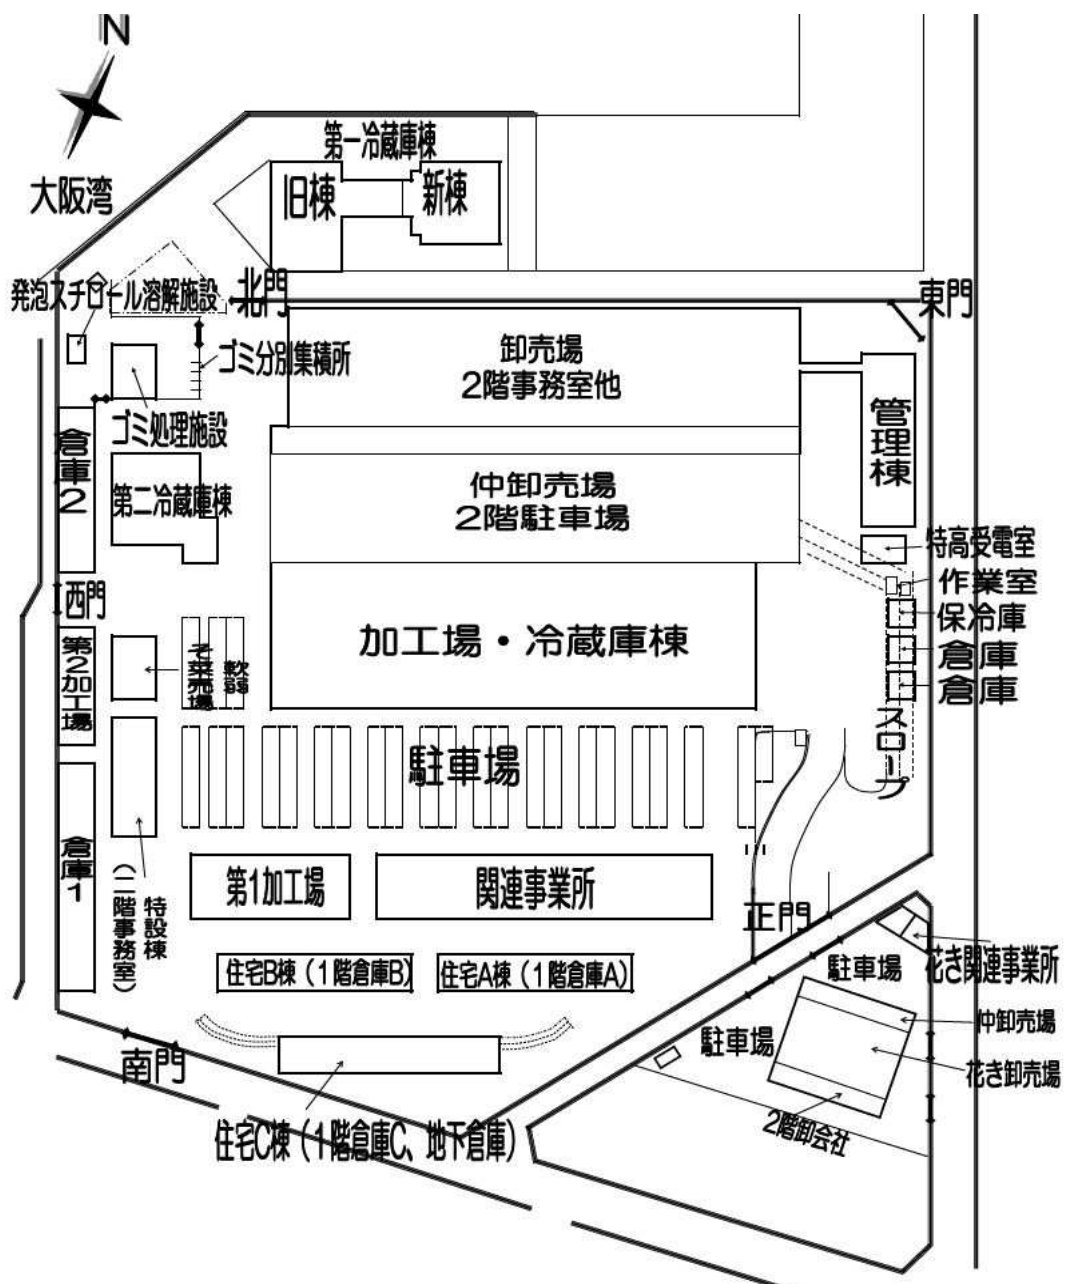 N
大阪湾
第一冷蔵庫棟
旧棟
新棟
発泡スチロール溶解施設
北門
東門
ゴミ分別集積所
卸売場
2階事務室他
ゴミ処理施設
管理棟
倉庫2
第二冷蔵庫棟
仲卸売場
2階駐車場
特高受電室
作業室
西門
保冷庫
加工場・冷蔵庫棟
倉庫
倉庫
第2加工場
軟弱
そ菜売場
スロープ
駐車場
倉庫1
特設棟
(二階事務室)
第1加工場
関連事業所
正門
住宅B棟(1階倉庫B)
住宅A棟(1階倉庫A)
駐車場
花き関連事業所
仲卸売場
駐車場
花き卸売場
南門
2階卸会社
住宅C棟(1階倉庫C、地下倉庫)